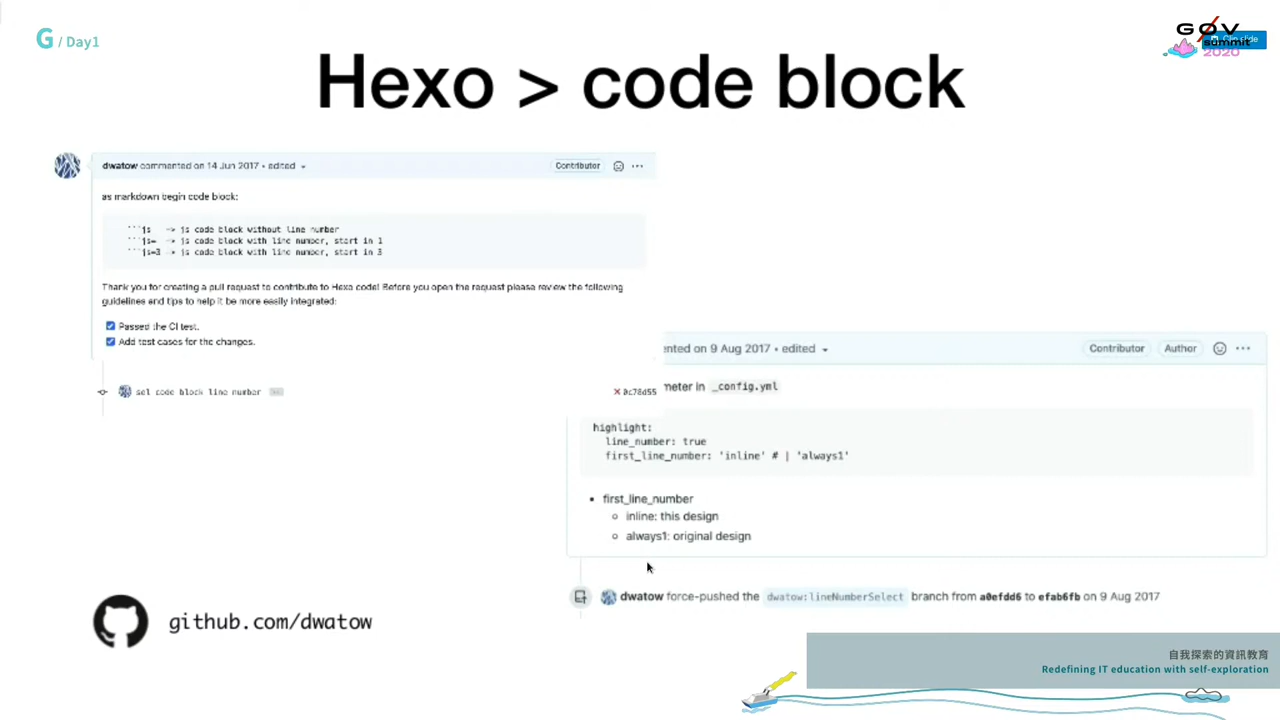 G / Day1
G0V
summit
2020
Clip slide
Hexo > code block
dwatow commented on 14 Jun 2017 • edited
Contributor
as markdown begin code block:
```js -> js code block without line number
```js= -> js code block with line number, start in 1
```js=3 -> js code block with line number, start in 3
Thank you for creating a pull request to contribute to Hexo code! Before you open the request please review the following
guidelines and tips to help it be more easily integrated:
Passed the CI test.
Add test cases for the changes.
set code block line number
0c78d55
nted on 9 Aug 2017 • edited
Contributor Author
meter in _config.yml
highlight:
line_number: true
first_line_number: 'inline' # | 'always1'
• first_line_number
inline: this design
always1: original design
dwatow force-pushed the dwatow:lineNumberSelect branch from a0efdd6 to efab6fb on 9 Aug 2017
github.com/dwatow
自我探索的資訊教育
Redefining IT education with self-exploration